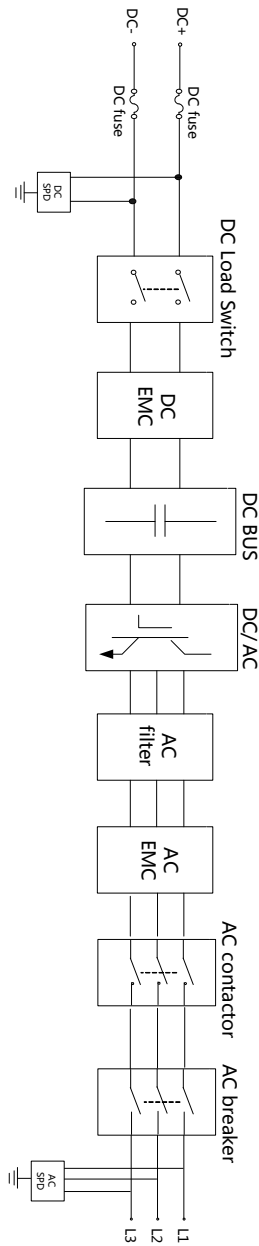 DC+
DC-
DC fuse
DC fuse
DC
SPD
DC Load Switch
DC
EMC
DC BUS
DC/AC
AC
filter
AC
EMC
AC contactor
AC breaker
AC
SPD
L1
L2
L3